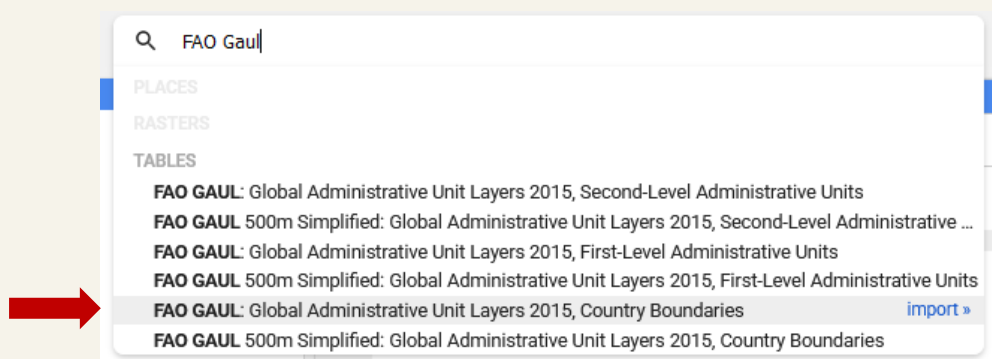 FAO Gaul
PLACES
RASTERS
TABLES
FAO GAUL: Global Administrative Unit Layers 2015, Second-Level Administrative Units
FAO GAUL 500m Simplified: Global Administrative Unit Layers 2015, Second-Level Administrative ...
FAO GAUL: Global Administrative Unit Layers 2015, First-Level Administrative Units
FAO GAUL 500m Simplified: Global Administrative Unit Layers 2015, First-Level Administrative Units
FAO GAUL: Global Administrative Unit Layers 2015, Country Boundaries import »
FAO GAUL 500m Simplified: Global Administrative Unit Layers 2015, Country Boundaries